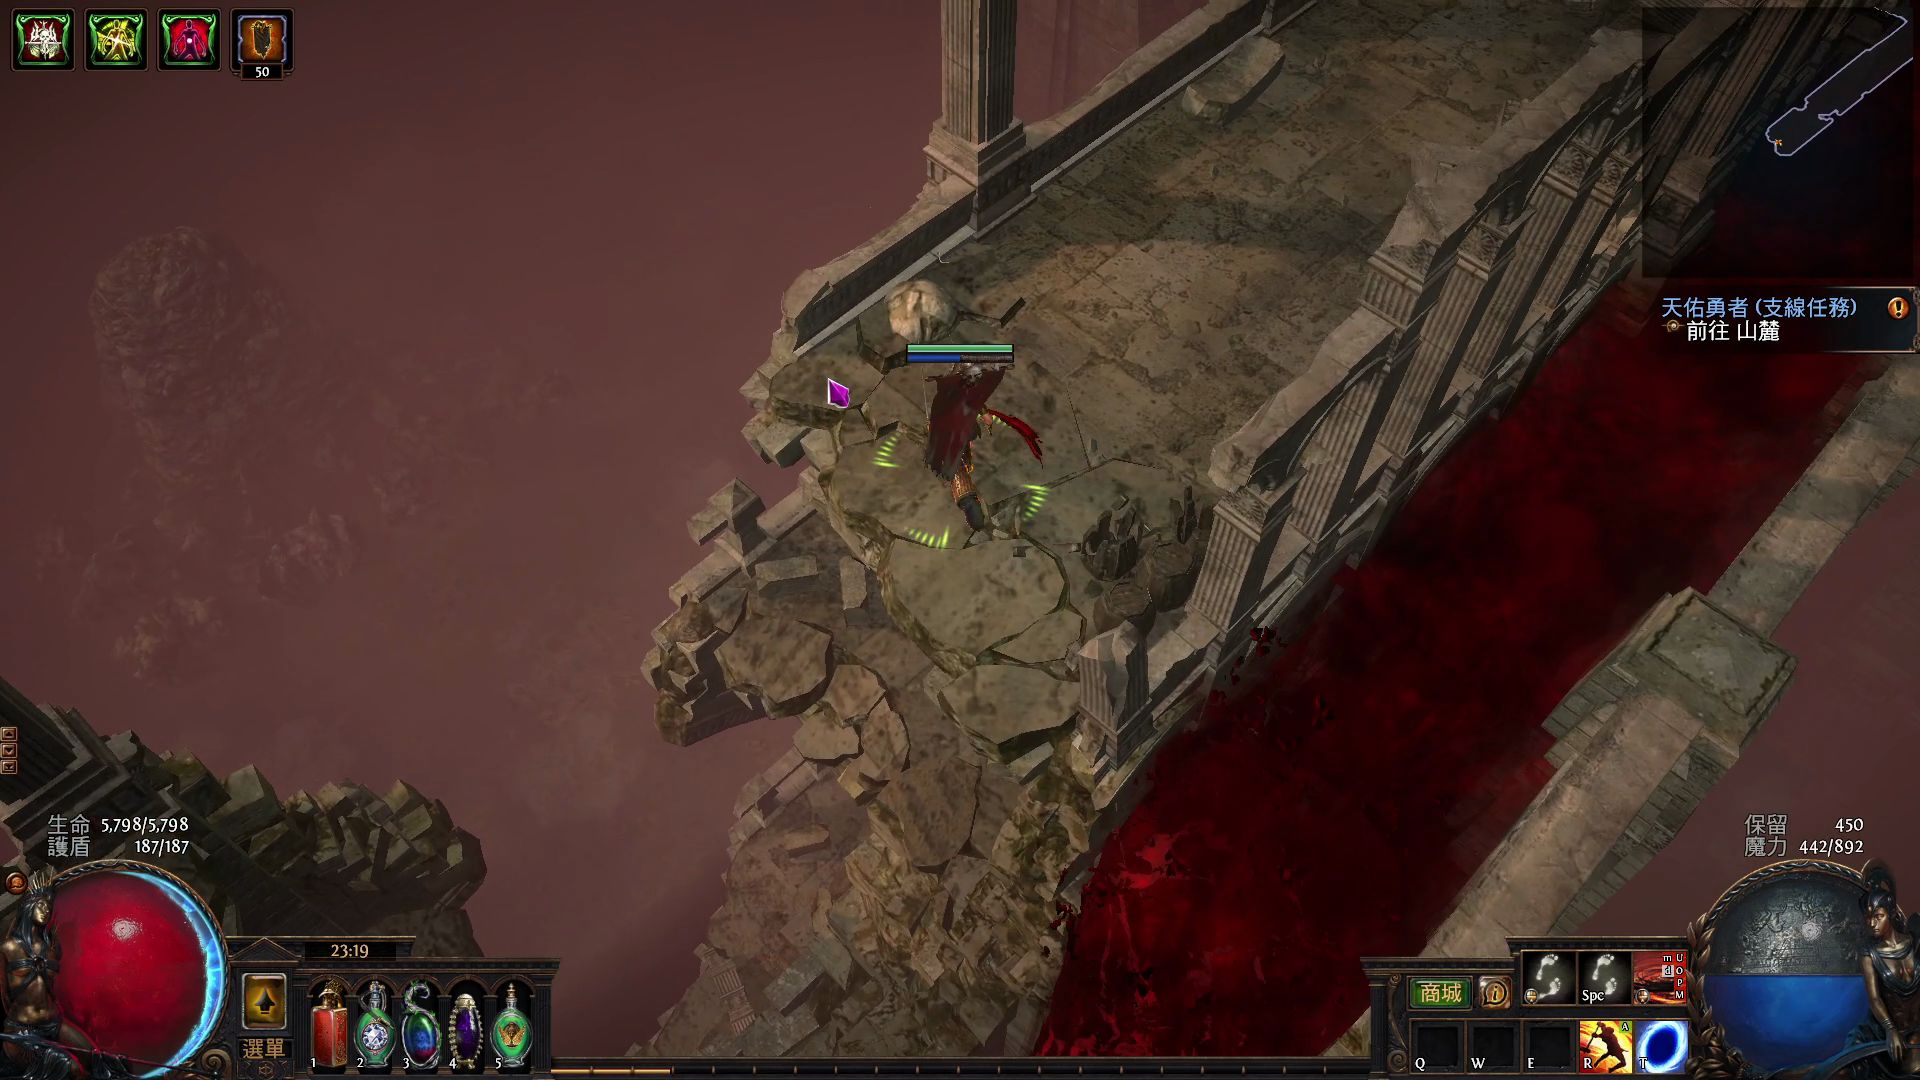 50
天佑勇者 (支線任務)
前往 山麓
生命 5,798/5,798
護盾 187/187
保留 450
魔力 442/892
23:19
選單
1 2 3 4 5
商城
Spc
m U
d O
P
M
Q W E R A T